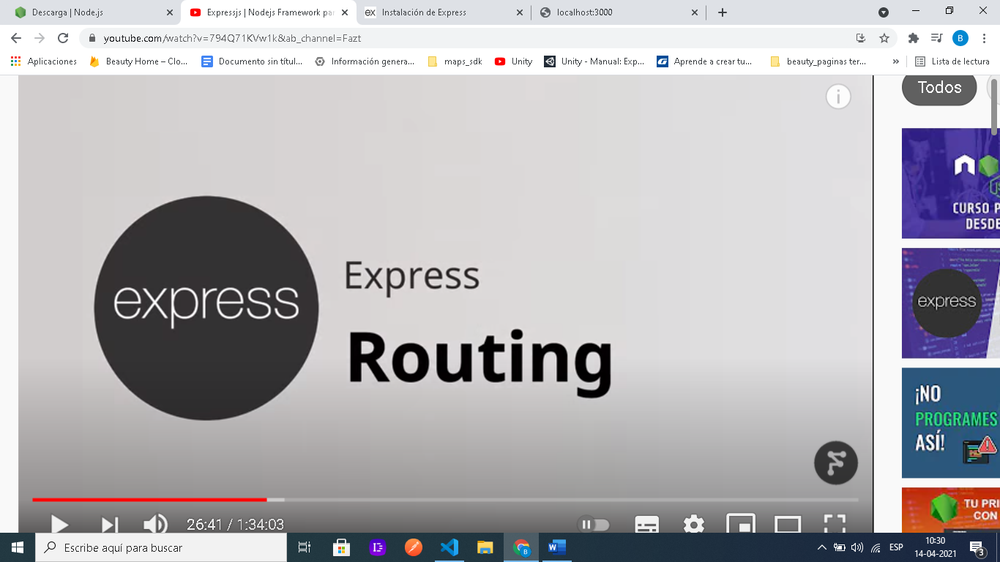 Descarga | Node.js
Expressjs | Nodejs Framework par
Instalación de Express
localhost:3000
youtube.com/watch?v=794Q71KVw1k&ab_channel=Fazt
B
Aplicaciones
Beauty Home – Clo...
Documento sin títul...
Información genera...
maps_sdk
Unity
Unity - Manual: Exp...
Aprende a crear tu...
beauty_paginas ter...
»
Lista de lectura
Todos
express
Express
Routing
CURSO P
DESDE
express
¡NO
PROGRAMES
ASÍ!
TU PRI
CON
26:41 / 1:34:03
Escribe aquí para buscar
ESP
10:30
14-04-2021
3